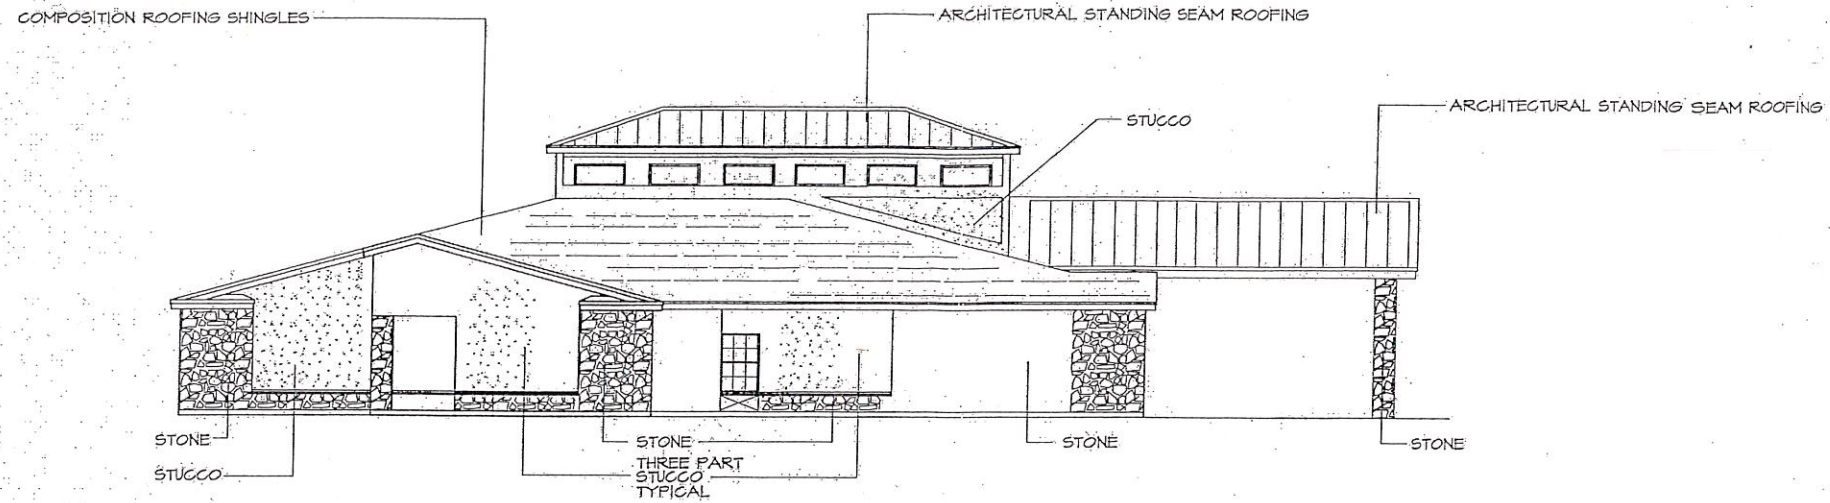 COMPOSITION ROOFING SHINGLES
ARCHITECTURAL STANDING SEAM ROOFING
ARCHITECTURAL STANDING SEAM ROOFING
STUCCO
STONE
STUCCO
STONE
THREE PART
STUCCO
TYPICAL
STONE
STONE